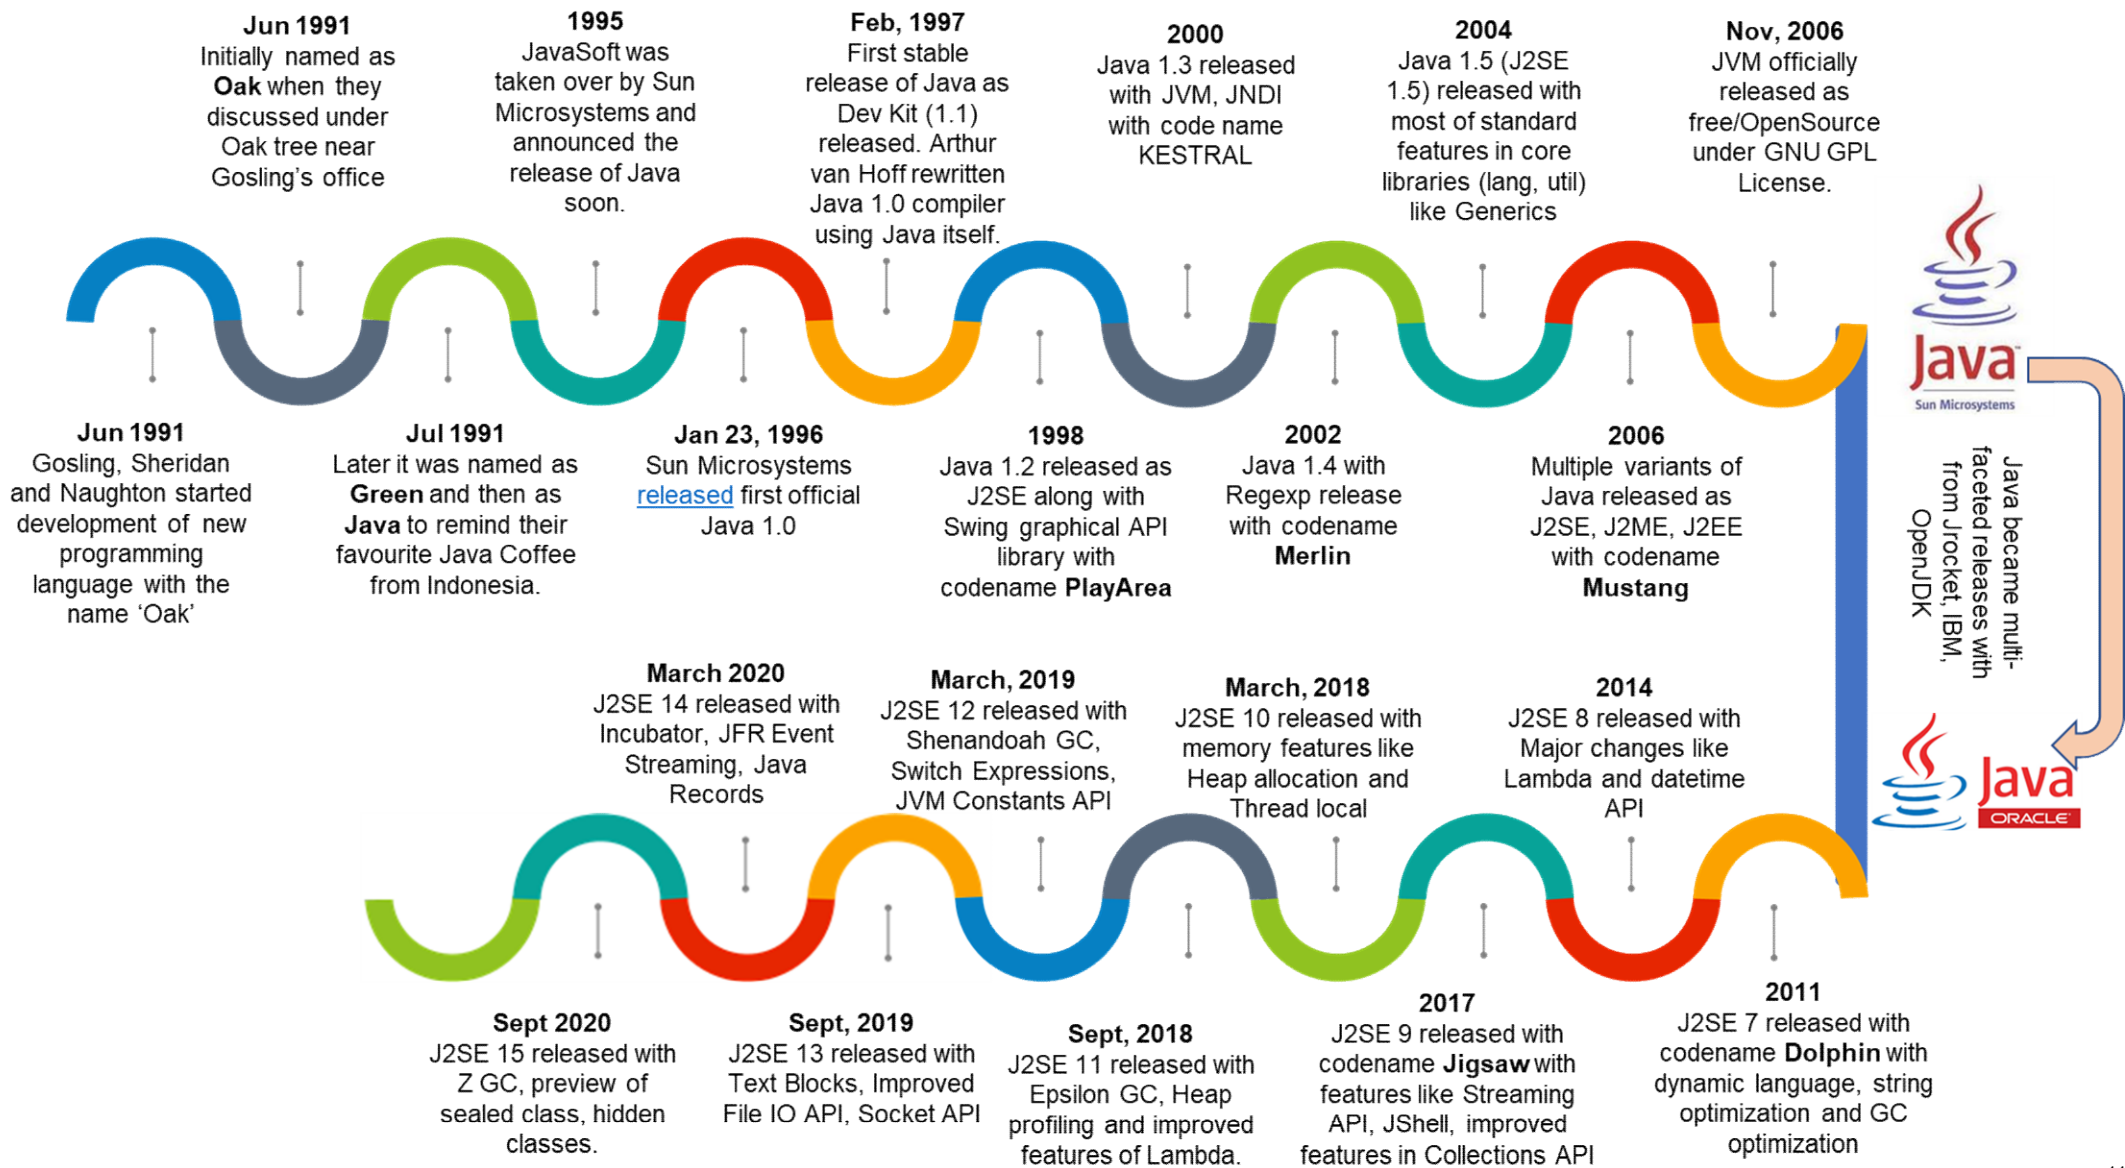 Jun 1991
Initially named as
Oak when they
discussed under
Oak tree near
Gosling's office
1995
JavaSoft was
taken over by Sun
Microsystems and
announced the
release of Java
soon.
Feb, 1997
First stable
release of Java as
Dev Kit (1.1)
released. Arthur
van Hoff rewritten
Java 1.0 compiler
using Java itself.
2000
Java 1.3 released
with JVM, JNDI
with code name
KESTRAL
2004
Java 1.5 (J2SE
1.5) released with
most of standard
features in core
libraries (lang, util)
like Generics
Nov, 2006
JVM officially
released as
free/OpenSource
under GNU GPL
License.
Java™
Sun Microsystems
Jun 1991
Gosling, Sheridan
and Naughton started
development of new
programming
language with the
name ‘Oak’
Jul 1991
Later it was named as
Green and then as
Java to remind their
favourite Java Coffee
from Indonesia.
Jan 23, 1996
Sun Microsystems
released first official
Java 1.0
1998
Java 1.2 released as
J2SE along with
Swing graphical API
library with
codename PlayArea
2002
Java 1.4 with
Regexp release
with codename
Merlin
2006
Multiple variants of
Java released as
J2SE, J2ME, J2EE
with codename
Mustang
Java became multi-
faceted releases with
from Jrocket, IBM,
OpenJDK
March 2020
J2SE 14 released with
Incubator, JFR Event
Streaming, Java
Records
March, 2019
J2SE 12 released with
Shenandoah GC,
Switch Expressions,
JVM Constants API
March, 2018
J2SE 10 released with
memory features like
Heap allocation and
Thread local
2014
J2SE 8 released with
Major changes like
Lambda and datetime
API
Java
ORACLE
Sept 2020
J2SE 15 released with
Z GC, preview of
sealed class, hidden
classes.
Sept, 2019
J2SE 13 released with
Text Blocks, Improved
File IO API, Socket API
Sept, 2018
J2SE 11 released with
Epsilon GC, Heap
profiling and improved
features of Lambda.
2017
J2SE 9 released with
codename Jigsaw with
features like Streaming
API, JShell, improved
features in Collections API
2011
J2SE 7 released with
codename Dolphin with
dynamic language, string
optimization and GC
optimization